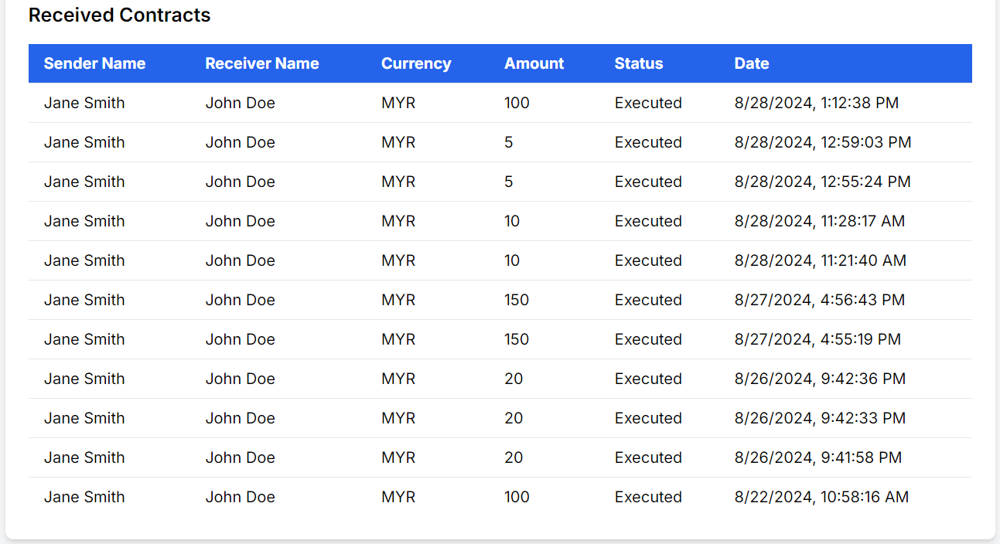 Received Contracts
Sender Name Receiver Name Currency Amount Status Date
Jane Smith John Doe MYR 100 Executed 8/28/2024, 1:12:38 PM
Jane Smith John Doe MYR 5 Executed 8/28/2024, 12:59:03 PM
Jane Smith John Doe MYR 5 Executed 8/28/2024, 12:55:24 PM
Jane Smith John Doe MYR 10 Executed 8/28/2024, 11:28:17 AM
Jane Smith John Doe MYR 10 Executed 8/28/2024, 11:21:40 AM
Jane Smith John Doe MYR 150 Executed 8/27/2024, 4:56:43 PM
Jane Smith John Doe MYR 150 Executed 8/27/2024, 4:55:19 PM
Jane Smith John Doe MYR 20 Executed 8/26/2024, 9:42:36 PM
Jane Smith John Doe MYR 20 Executed 8/26/2024, 9:42:33 PM
Jane Smith John Doe MYR 20 Executed 8/26/2024, 9:41:58 PM
Jane Smith John Doe MYR 100 Executed 8/22/2024, 10:58:16 AM